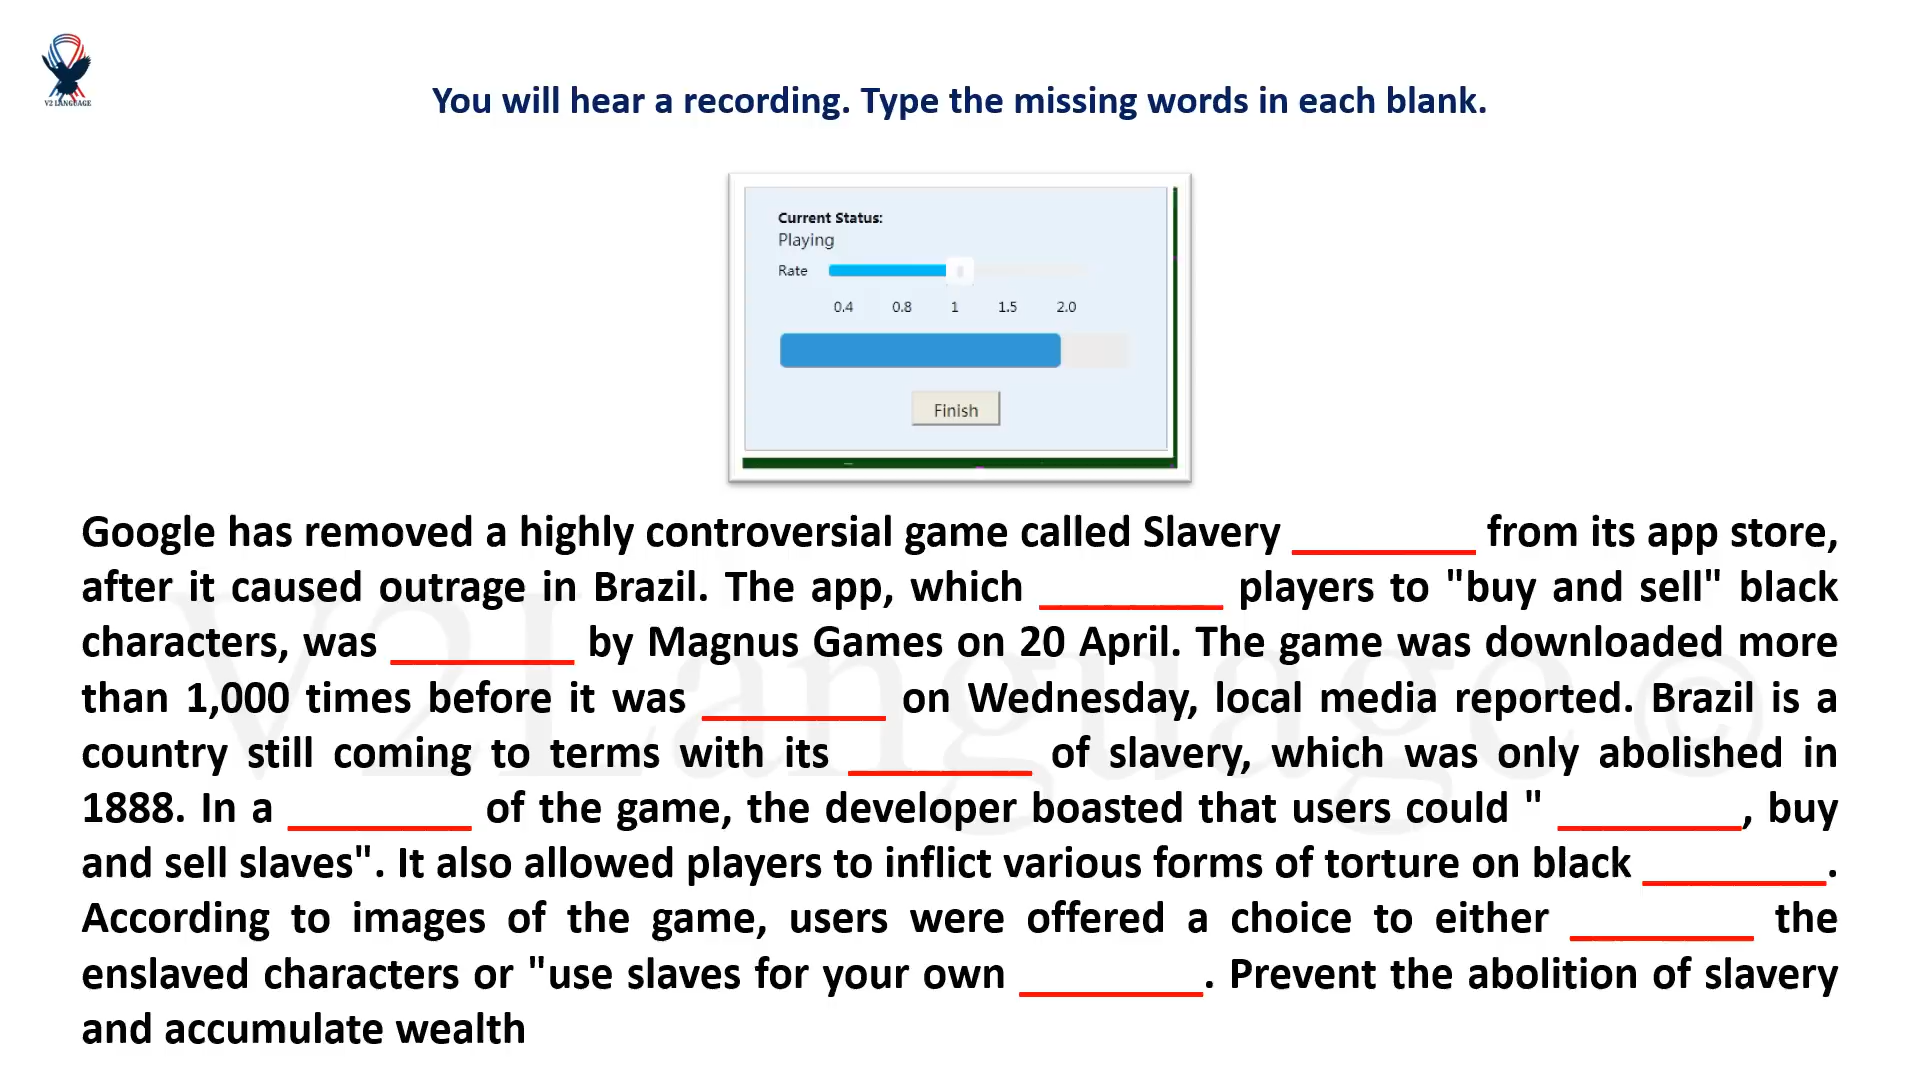 V2 LANGUAGE
You will hear a recording. Type the missing words in each blank.
Current Status:
Playing
Rate
0.4 0.8 1 1.5 2.0
Finish
Google has removed a highly controversial game called Slavery ________ from its app store,
after it caused outrage in Brazil. The app, which ________ players to "buy and sell" black
characters, was ________ by Magnus Games on 20 April. The game was downloaded more
than 1,000 times before it was ________ on Wednesday, local media reported. Brazil is a
country still coming to terms with its ________ of slavery, which was only abolished in
1888. In a ________ of the game, the developer boasted that users could " ________, buy
and sell slaves". It also allowed players to inflict various forms of torture on black ________.
According to images of the game, users were offered a choice to either ________ the
enslaved characters or "use slaves for your own ________. Prevent the abolition of slavery
and accumulate wealth
V2Language ©